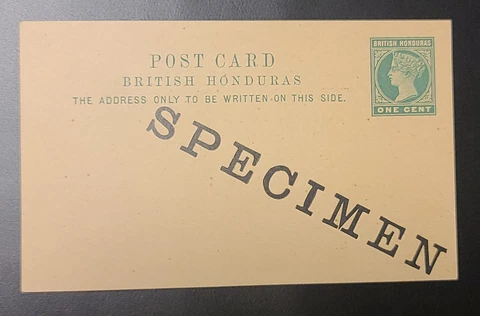 POST CARD
BRITISH HONDURAS
THE ADDRESS ONLY TO BE WRITTEN ON THIS SIDE.
BRITISH HONDURAS
ONE CENT
SPECIMEN